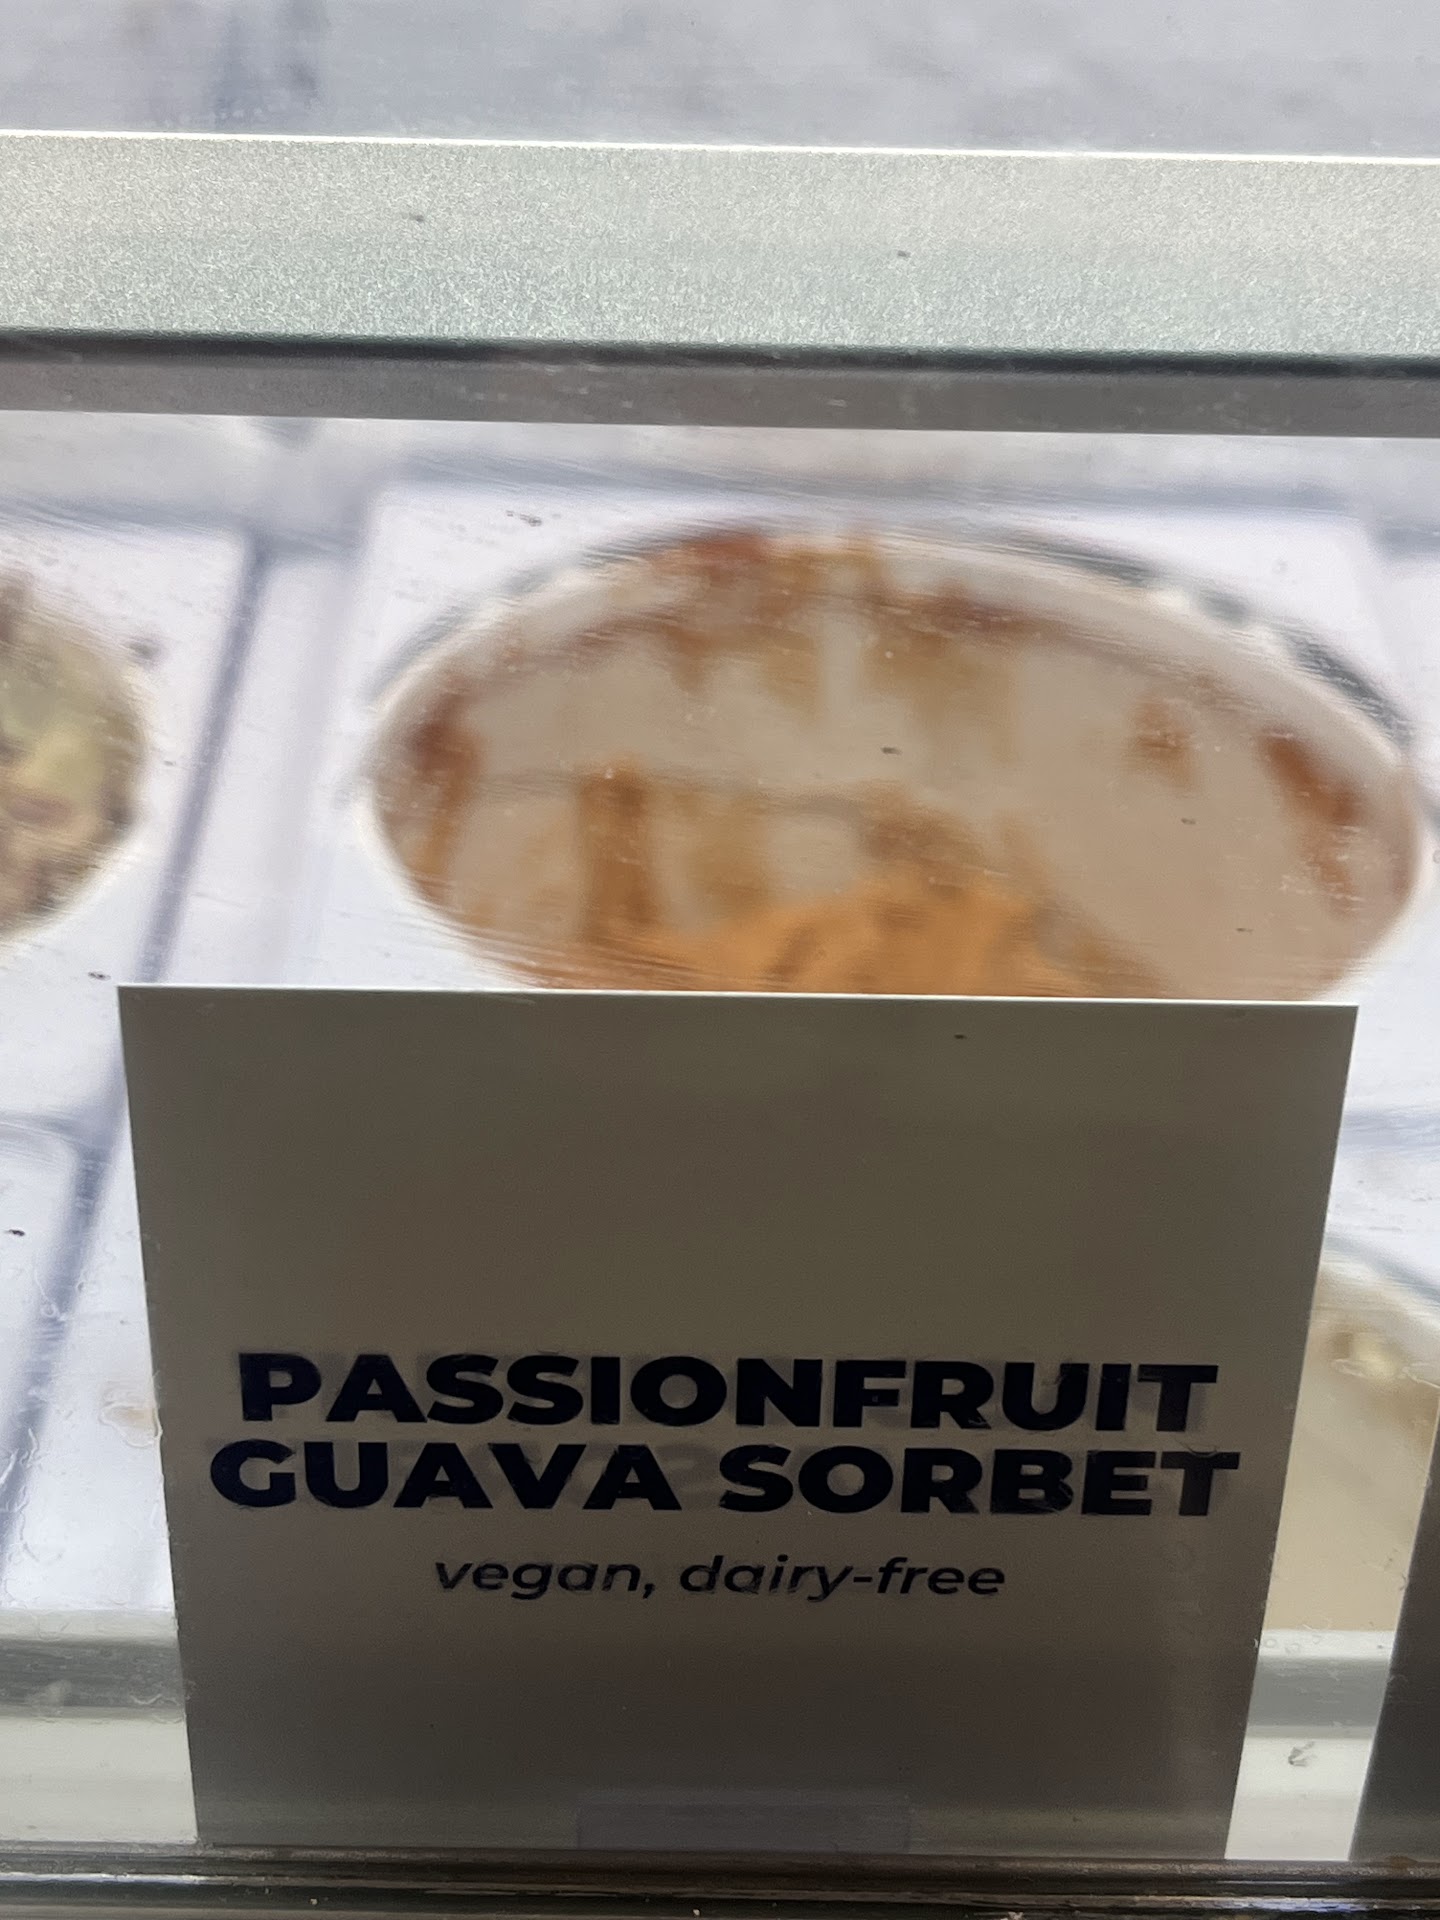 PASSIONFRUIT
GUAVA SORBET
vegan, dairy-free